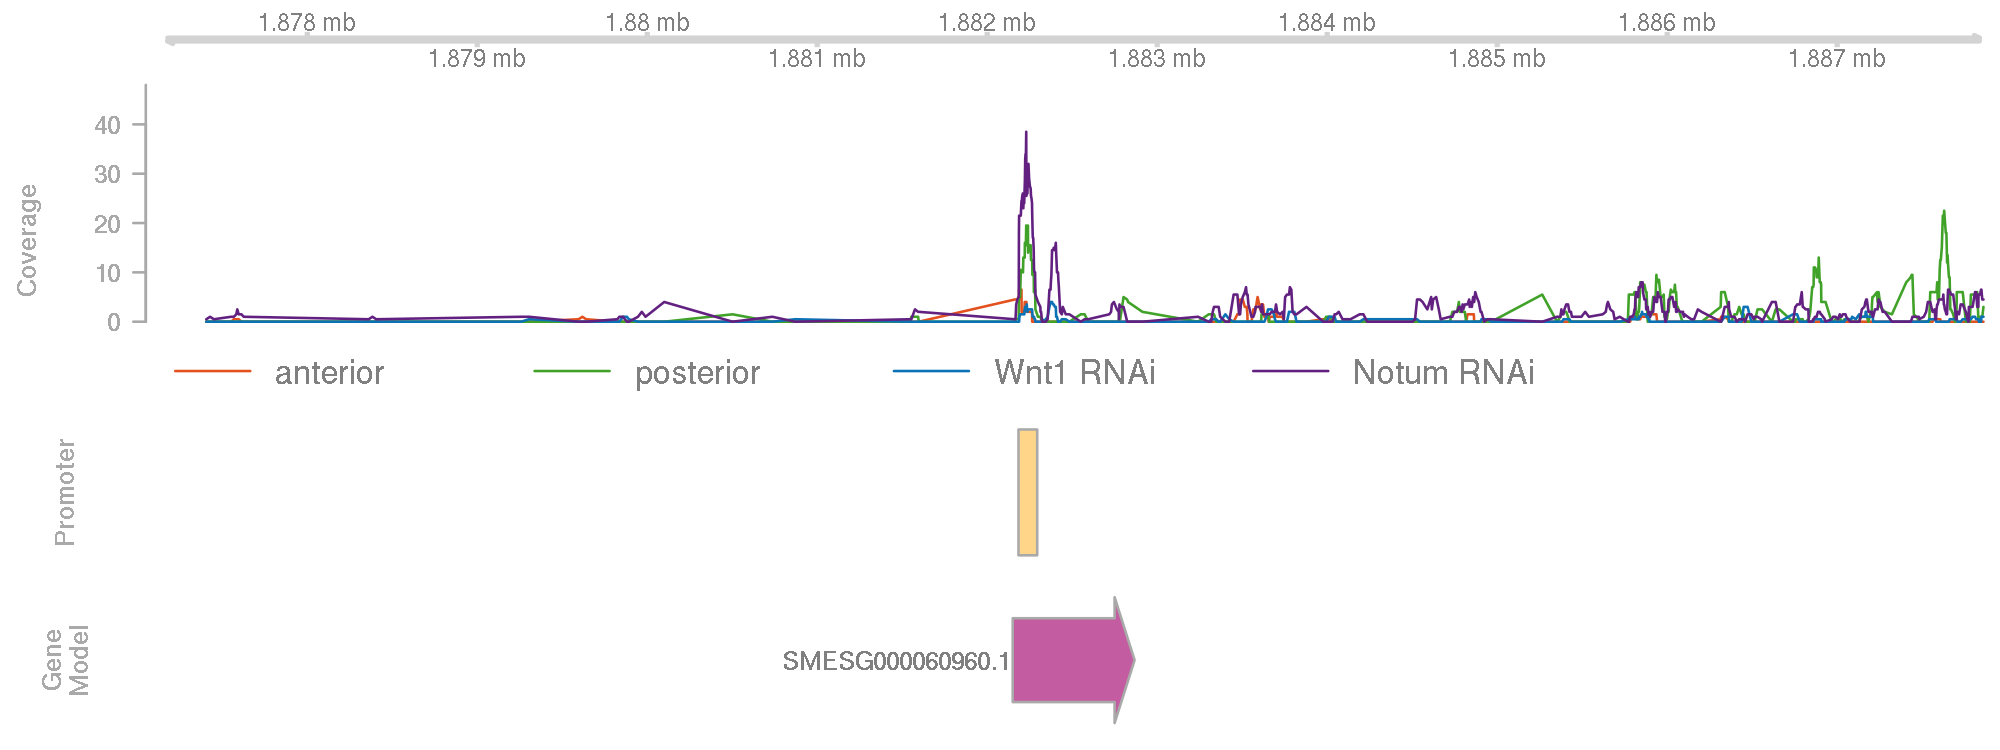 1.878 mb 1.88 mb 1.882 mb 1.884 mb 1.886 mb
1.879 mb 1.881 mb 1.883 mb 1.885 mb 1.887 mb
Coverage
40
30
20
10
0
anterior posterior Wnt1 RNAi Notum RNAi
Promoter
Gene
Model
SMESG000060960.1